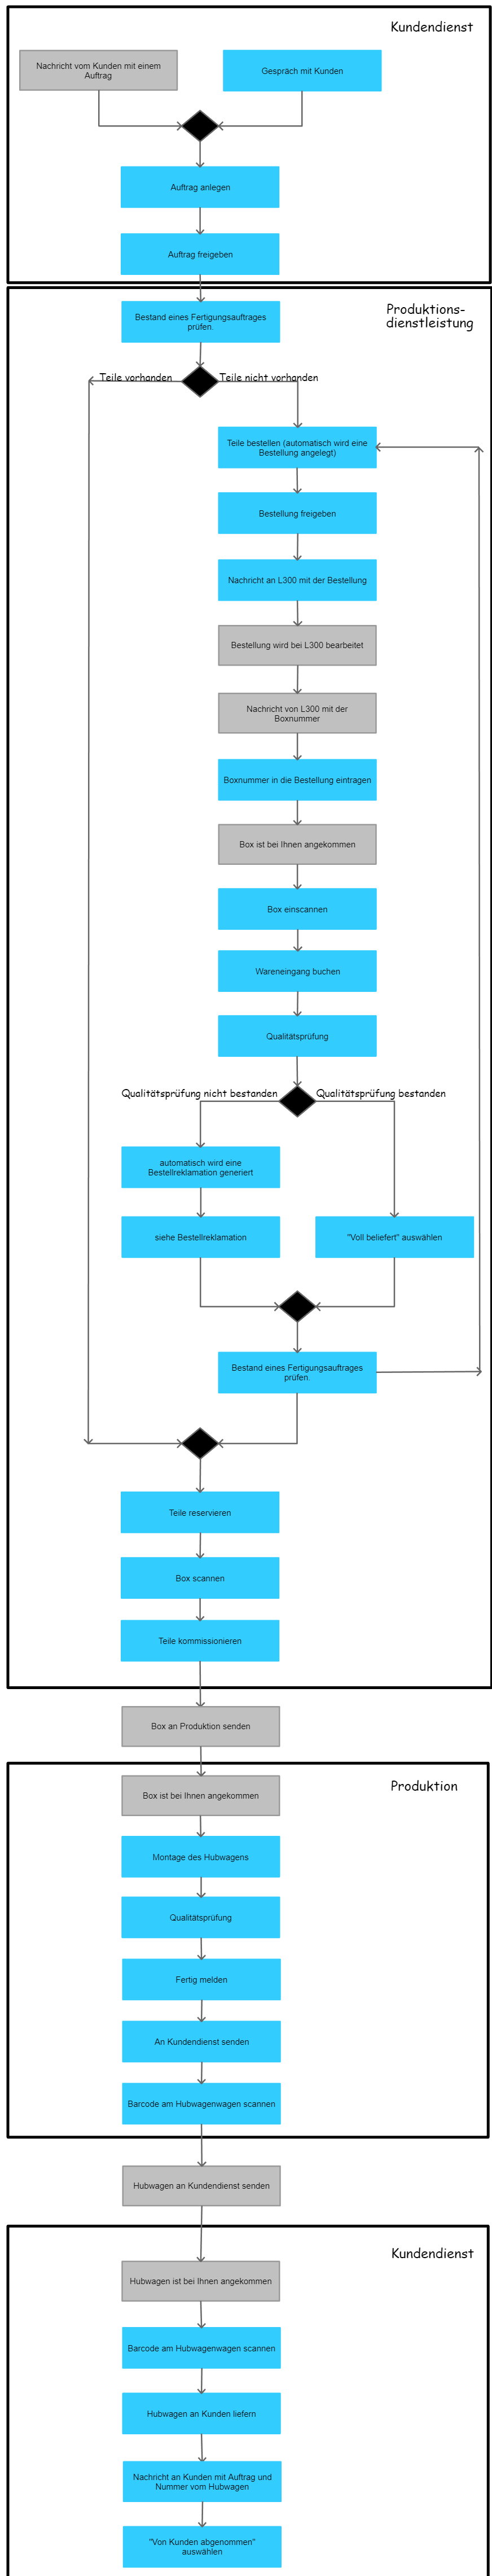 Kundendienst
Nachricht vom Kunden mit einem
Auftrag
Gespräch mit Kunden
Auftrag anlegen
Auftrag freigeben
Produktions-
dienstleistung
Bestand eines Fertigungsauftrages
prüfen.
Teile vorhanden
Teile nicht vorhanden
Teile bestellen (automatisch wird eine
Bestellung angelegt)
Bestellung freigeben
Nachricht an L300 mit der Bestellung
Bestellung wird bei L300 bearbeitet
Nachricht von L300 mit der
Boxnummer
Boxnummer in die Bestellung eintragen
Box ist bei Ihnen angekommen
Box einscannen
Wareneingang buchen
Qualitätsprüfung
Qualitätsprüfung nicht bestanden
Qualitätsprüfung bestanden
automatisch wird eine
Bestellreklamation generiert
siehe Bestellreklamation
"Voll beliefert" auswählen
Bestand eines Fertigungsauftrages
prüfen.
Teile reservieren
Box scannen
Teile kommissionieren
Box an Produktion senden
Produktion
Box ist bei Ihnen angekommen
Montage des Hubwagens
Qualitätsprüfung
Fertig melden
An Kundendienst senden
Barcode am Hubwagenwagen scannen
Hubwagen an Kundendienst senden
Kundendienst
Hubwagen ist bei Ihnen angekommen
Barcode am Hubwagenwagen scannen
Hubwagen an Kunden liefern
Nachricht an Kunden mit Auftrag und
Nummer vom Hubwagen
"Von Kunden abgenommen"
auswählen